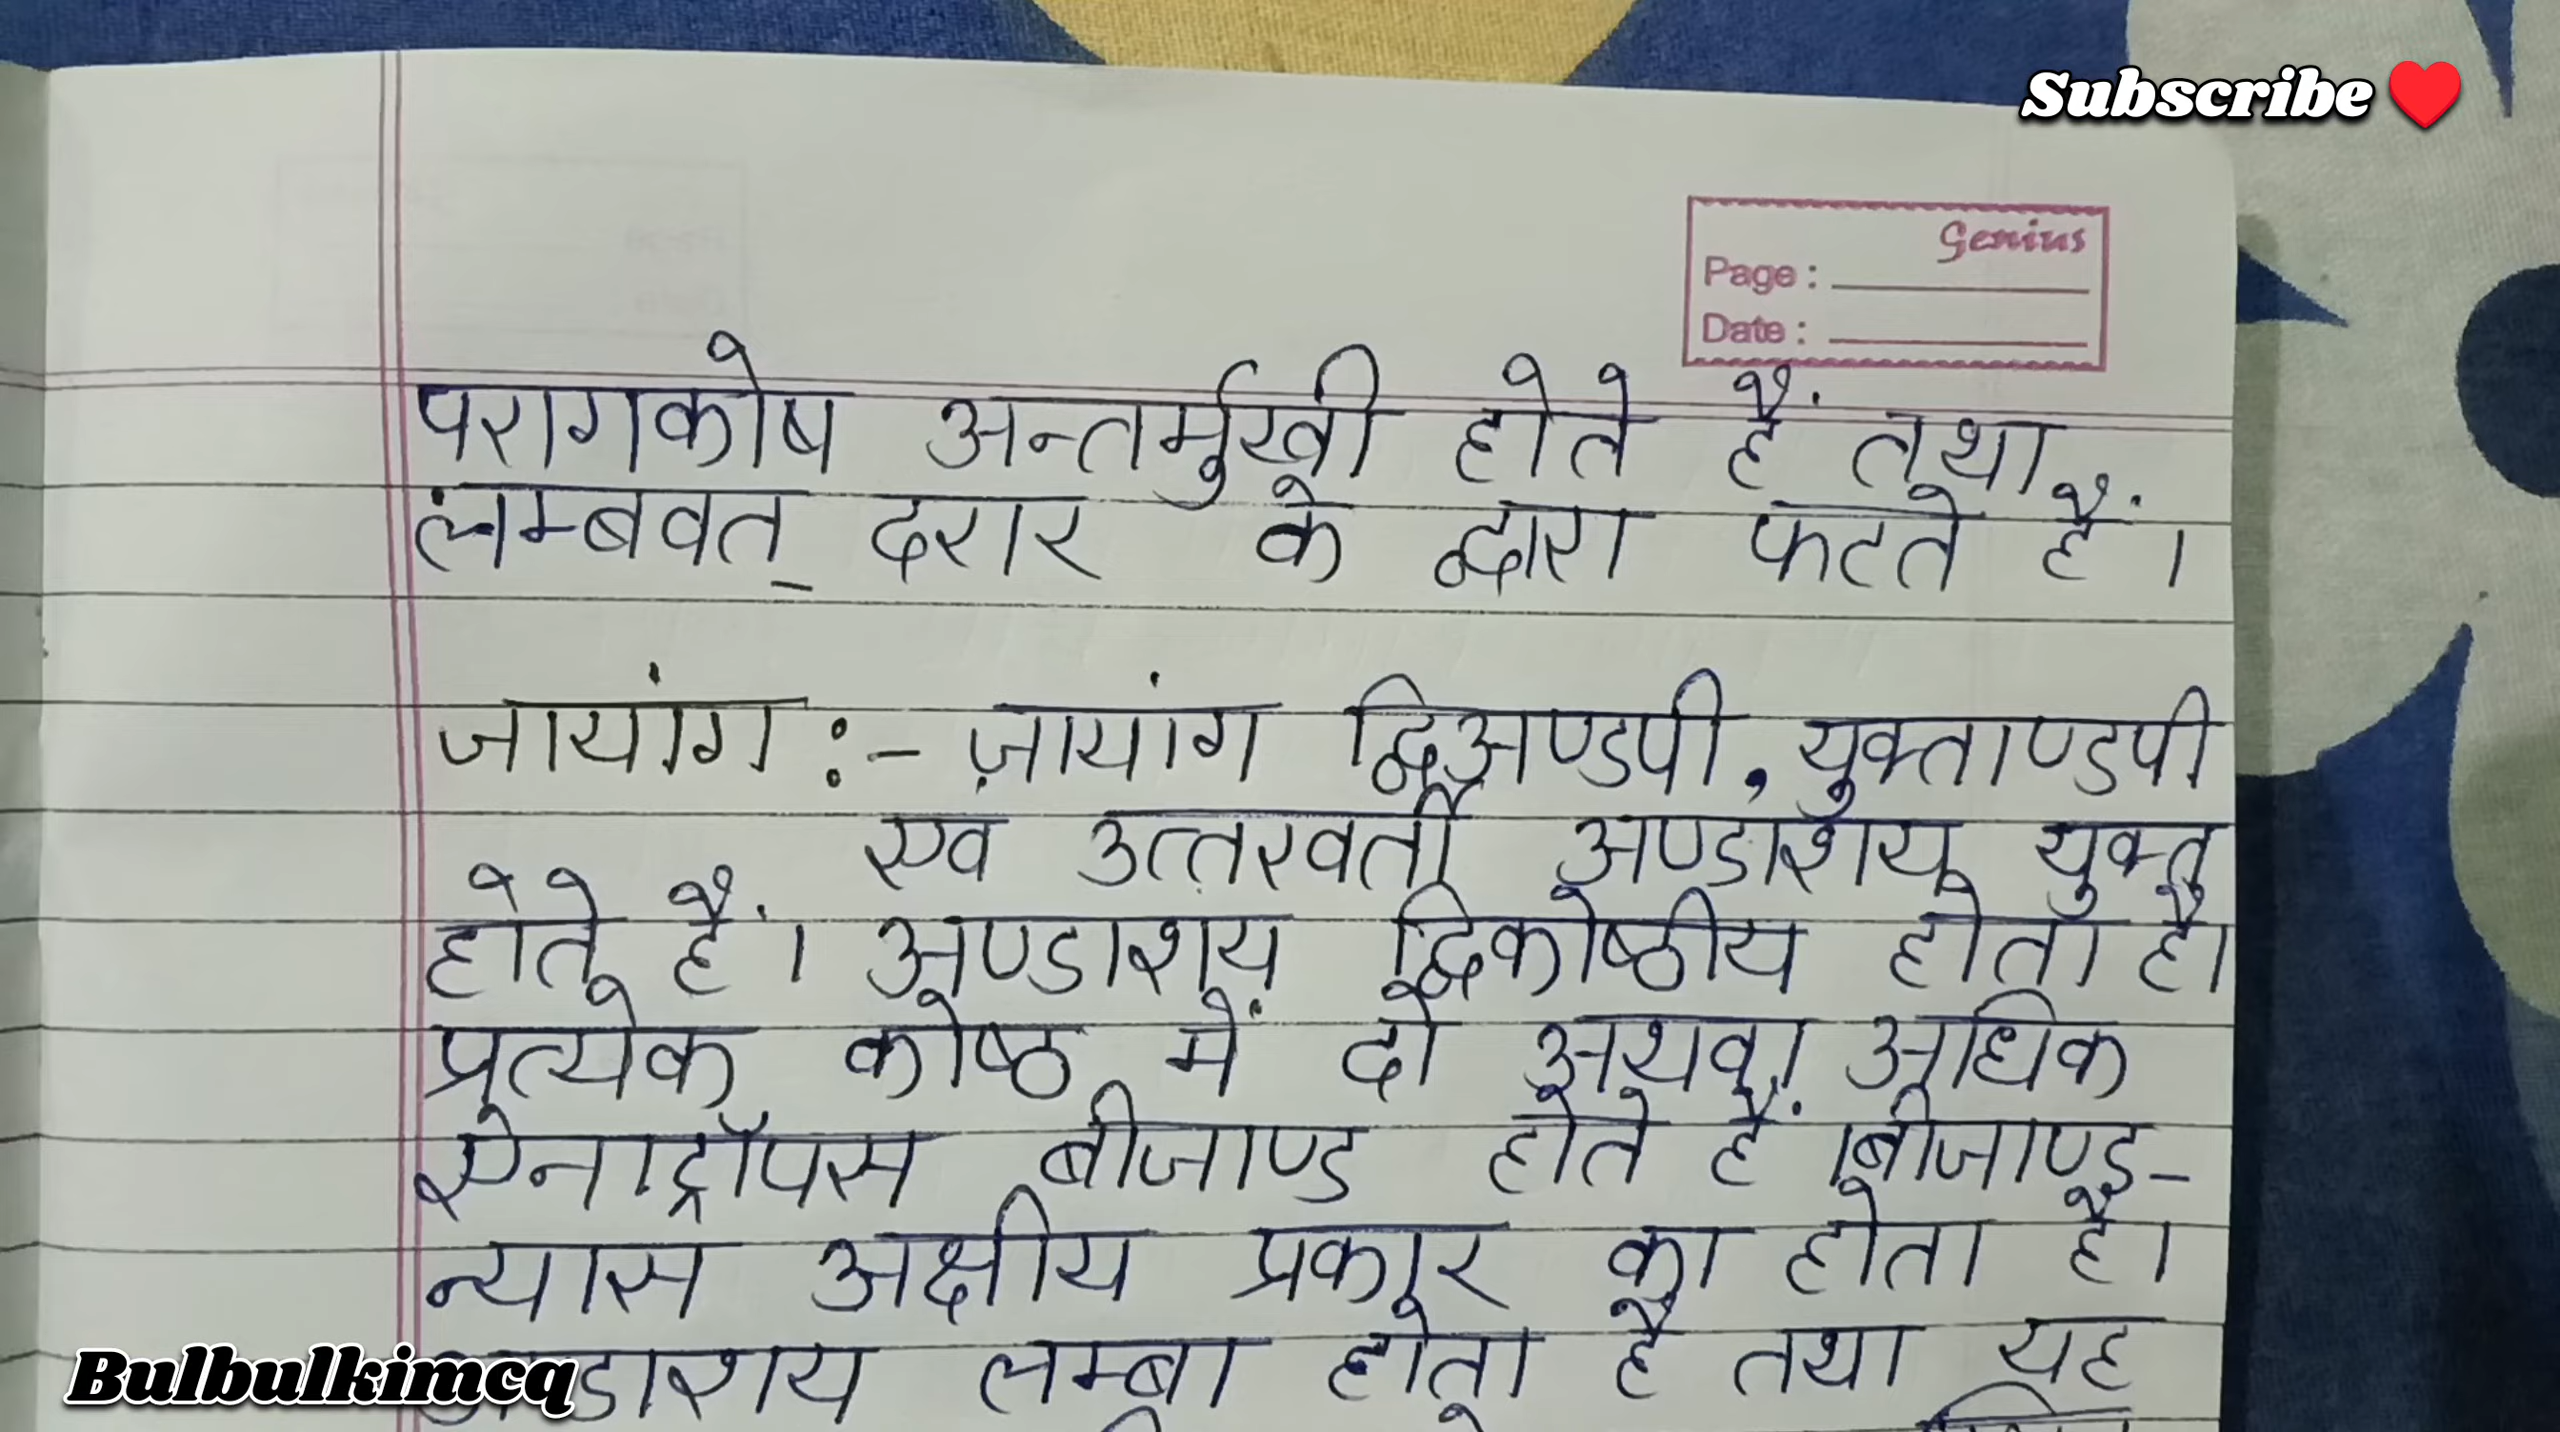 Subscribe
Genius
Page :
Date :
परागकोष अन्तर्मुखी होते हैं तथा
लम्बवत् दरार के द्वारा फटते हैं।
जायांग :- ज़ायांग द्विअण्डपी, युक्ताण्डपी
एव उत्तरवर्ती अण्डाशय युक्त
होते हैं। अण्डाशय द्विकोष्ठीय होता है।
प्रत्येक कोष्ठ में दो अथवा अधिक
एनाट्रॉपस बीजाण्ड होते हैं।बीजाण्ड-
न्यास अक्षीय प्रकार का होता है।
लम्बा होता है तथा यह
Bulbulkimcq